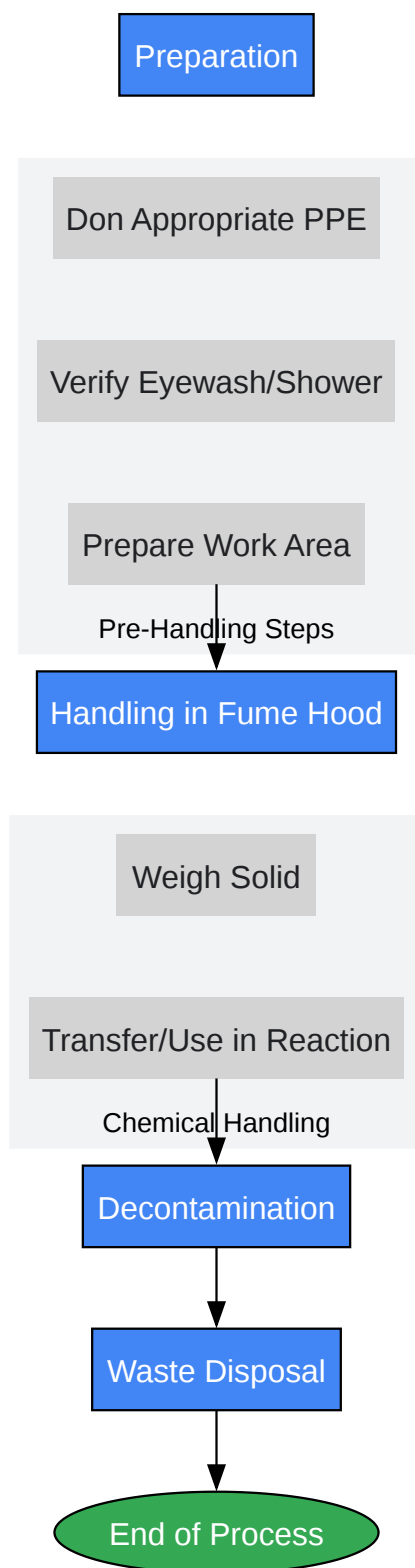 Preparation
Don Appropriate PPE
Verify Eyewash/Shower
Prepare Work Area
Pre-Handling Steps
Handling in Fume Hood
Weigh Solid
Transfer/Use in Reaction
Chemical Handling
Decontamination
Waste Disposal
End of Process